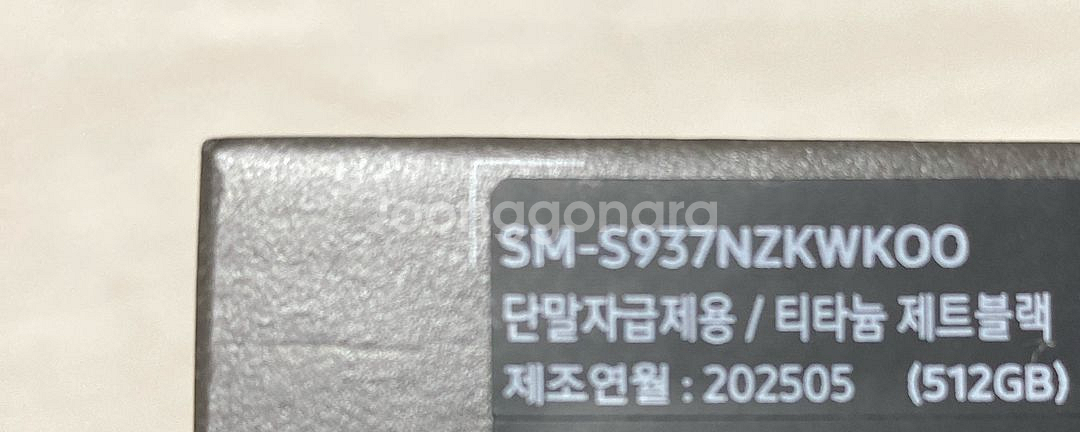 joonggonara
SM-S937NZKWKOO
단말자급제용 / 티타늄 제트블랙
제조연월 : 202505 (512GB)